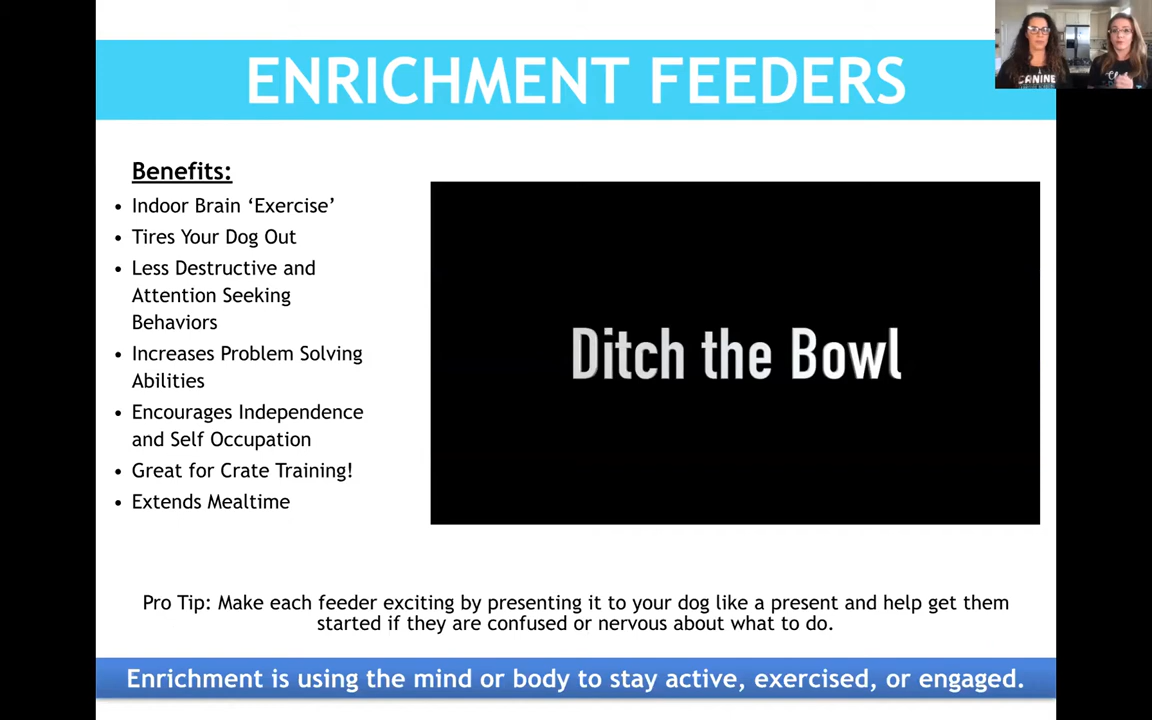 ENRICHMENT FEEDERS
CANINE
Benefits:
• Indoor Brain ‘Exercise’
• Tires Your Dog Out
• Less Destructive and
Attention Seeking
Behaviors
• Increases Problem Solving
Abilities
• Encourages Independence
and Self Occupation
• Great for Crate Training!
• Extends Mealtime
Ditch the Bowl
Pro Tip: Make each feeder exciting by presenting it to your dog like a present and help get them
started if they are confused or nervous about what to do.
Enrichment is using the mind or body to stay active, exercised, or engaged.